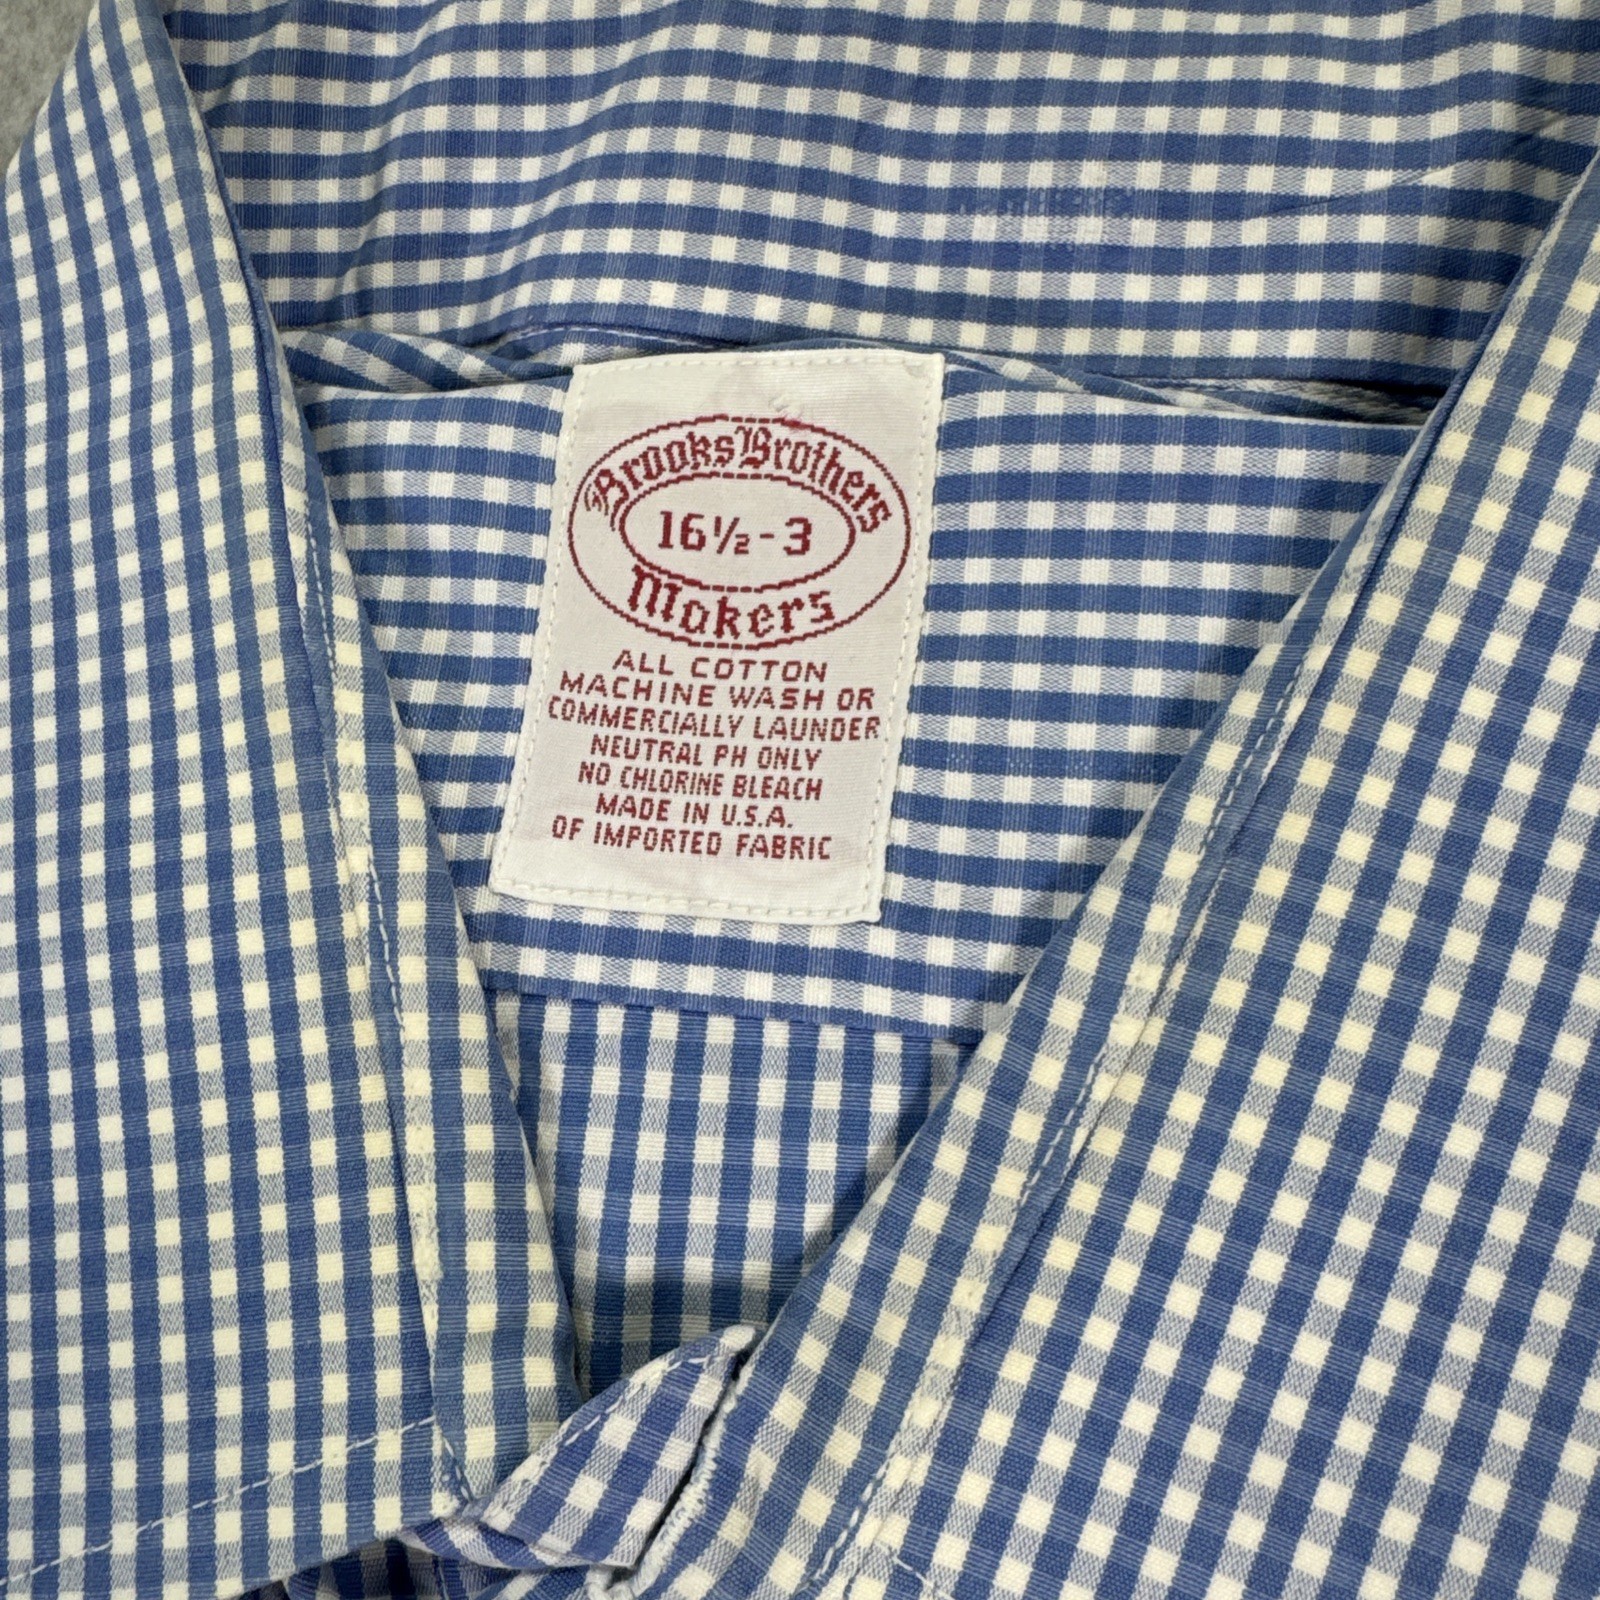 Brooks Brothers
16½-3
Makers
ALL COTTON
MACHINE WASH OR
COMMERCIALLY LAUNDER
NEUTRAL PH ONLY
NO CHLORINE BLEACH
MADE IN U.S.A.
OF IMPORTED FABRIC